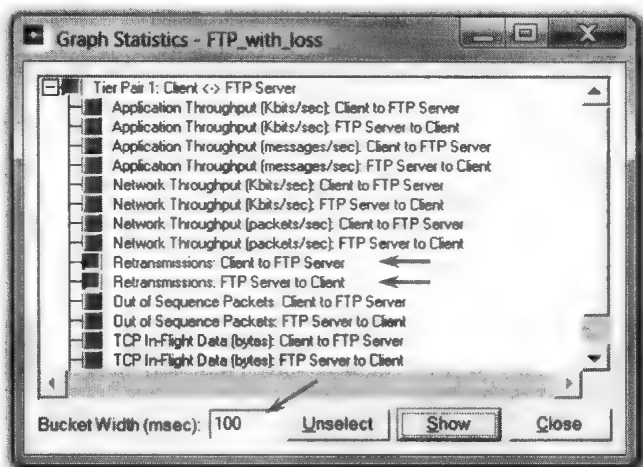 Graph Statistics - FTP_with_loss
Tier Pair 1: Client <-> FTP Server
Application Throughput (Kbits/sec): Client to FTP Server
Application Throughput (Kbits/sec): FTP Server to Client
Application Throughput (messages/sec): Client to FTP Server
Application Throughput (messages/sec): FTP Server to Client
Network Throughput (Kbits/sec): Client to FTP Server
Network Throughput (Kbits/sec): FTP Server to Client
Network Throughput (packets/sec): Client to FTP Server
Network Throughput (packets/sec): FTP Server to Client
Retransmissions: Client to FTP Server
Retransmissions: FTP Server to Client
Out of Sequence Packets: Client to FTP Server
Out of Sequence Packets: FTP Server to Client
TCP In-Flight Data (bytes): Client to FTP Server
TCP In-Flight Data (bytes): FTP Server to Client
Bucket Width (msec): 100 Unselect Show Close